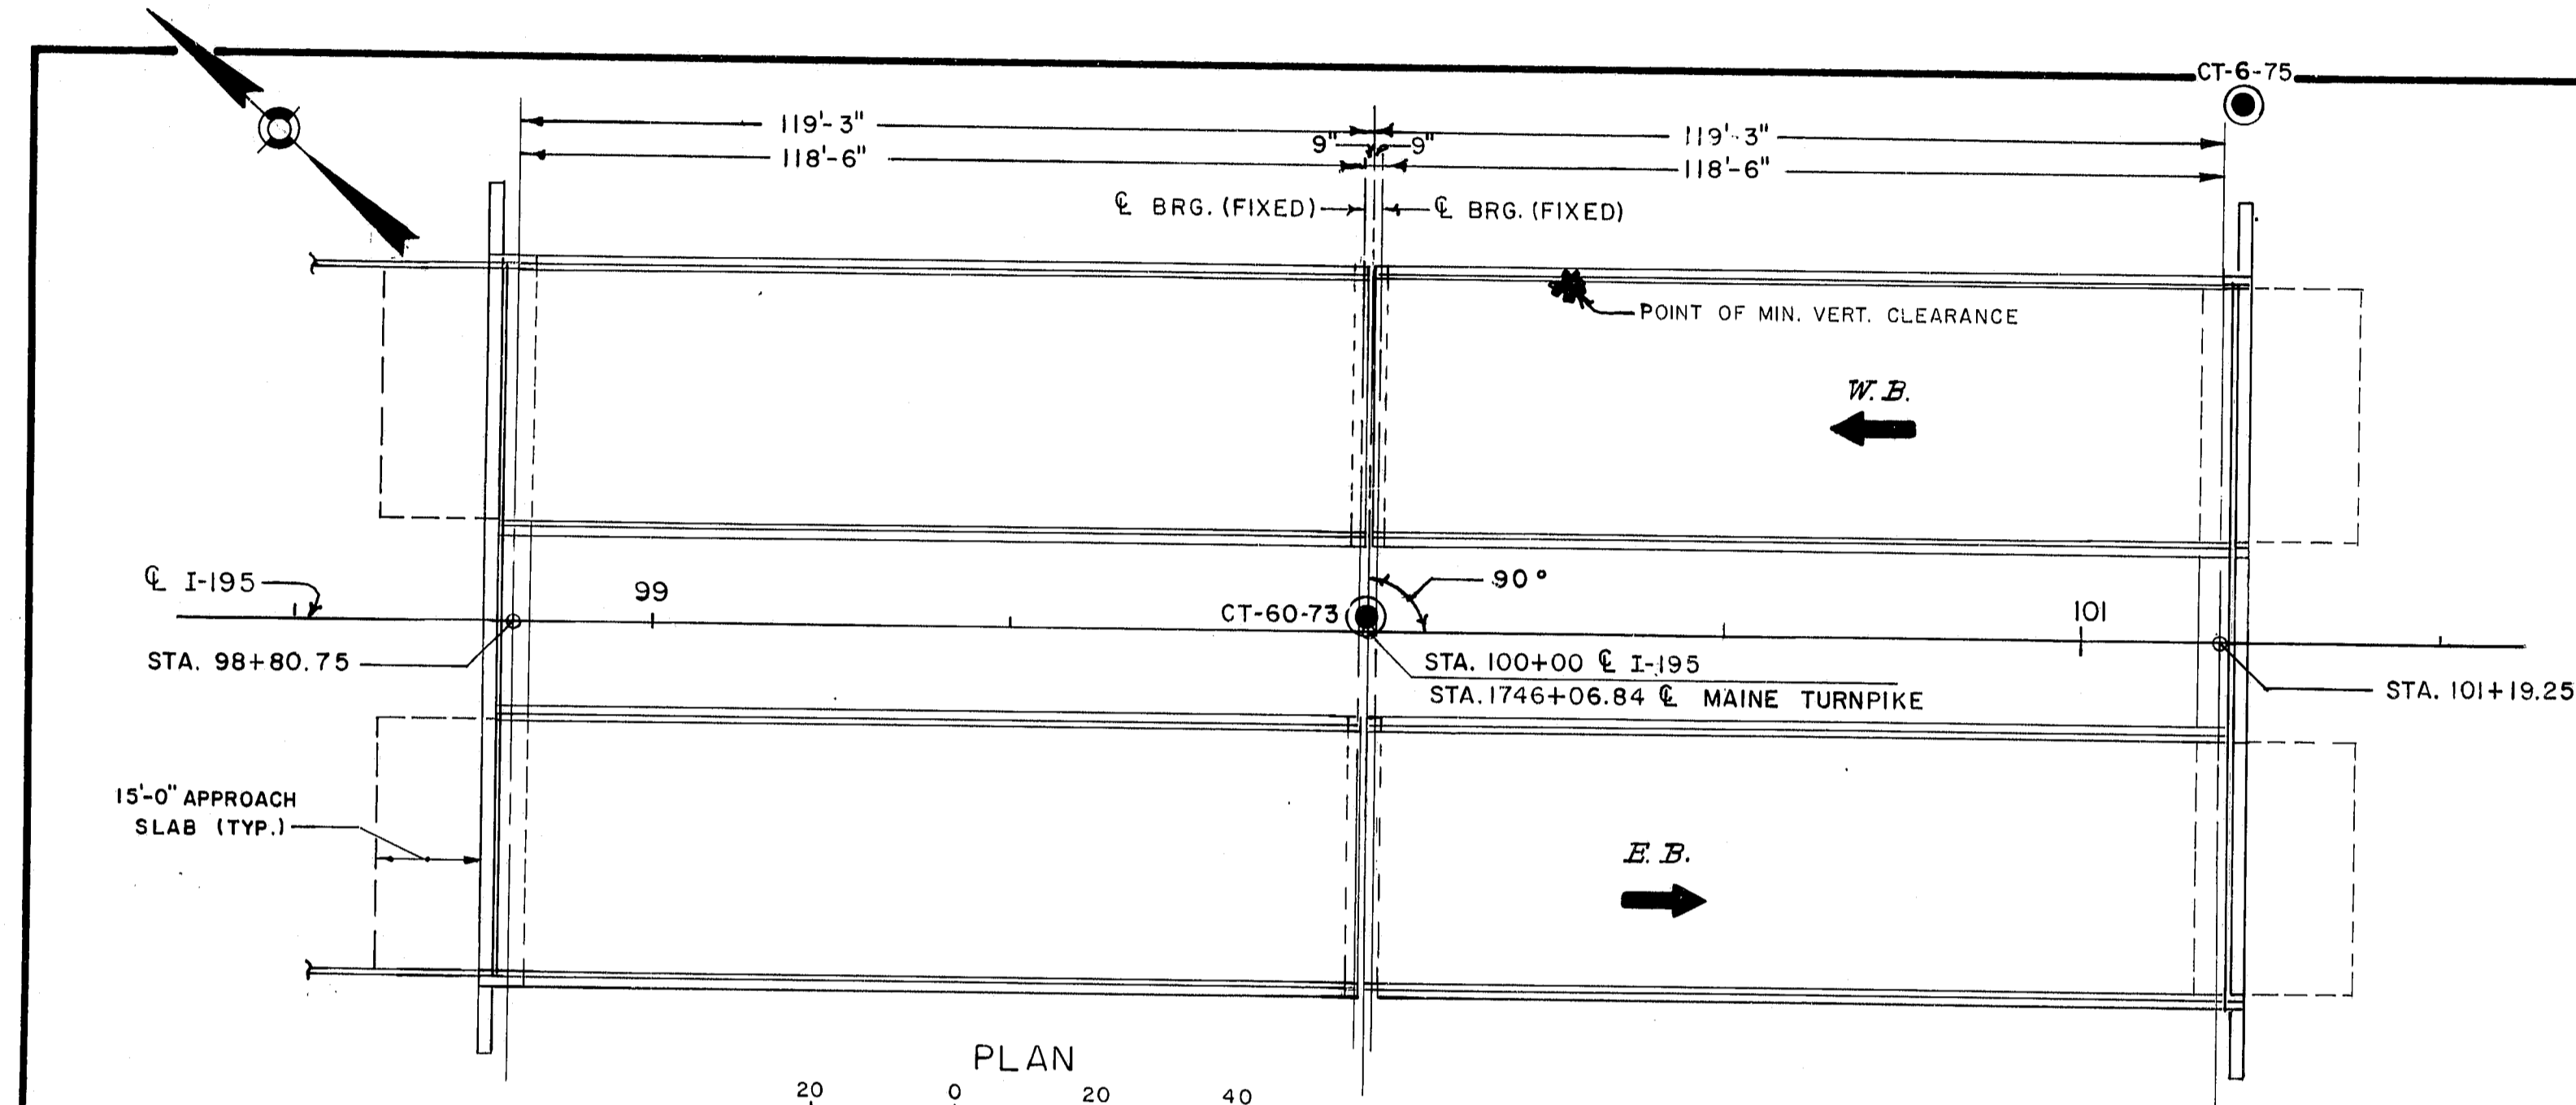 CT-6-75
119'-3"
119'-3"
9" 9"
118'-6"
118'-6"
℄ BRG. (FIXED) ℄ BRG. (FIXED)
POINT OF MIN. VERT. CLEARANCE
W.B.
℄ I-195
99
90°
CT-60-73
101
STA. 98+80.75
STA. 100+00 ℄ I-195
STA. 1746+06.84 ℄ MAINE TURNPIKE
STA. 101+19.25
15'-0" APPROACH
SLAB (TYP.)
E.B.
PLAN
20 0 20 40